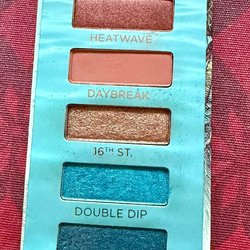 HEATWAVE
DAYBREAK
16TH ST.
DOUBLE DIP